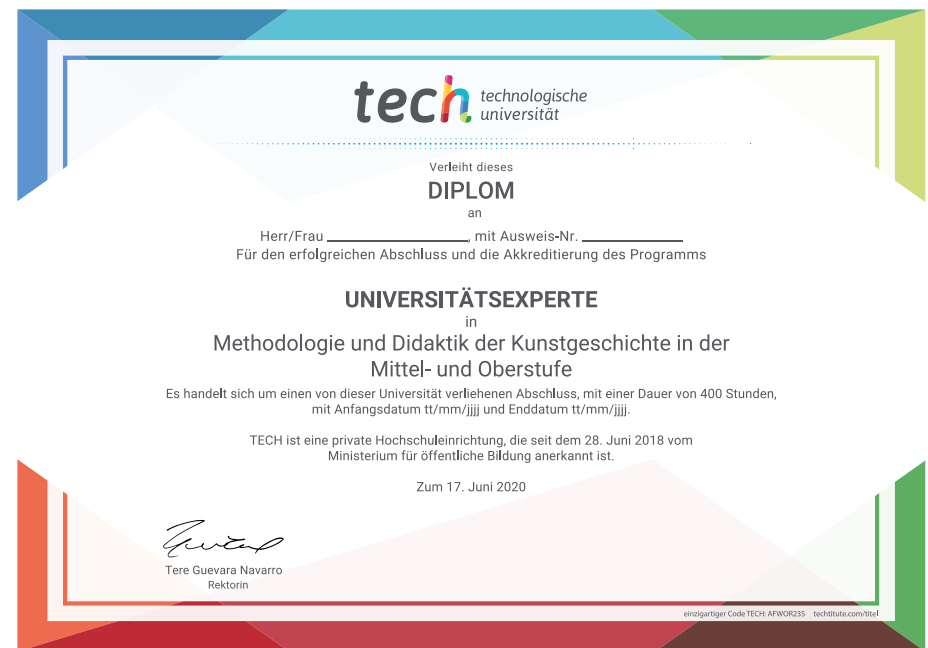 tech technologische
universität
Verleiht dieses
DIPLOM
an
Herr/Frau ____________________, mit Ausweis-Nr. ______________
Für den erfolgreichen Abschluss und die Akkreditierung des Programms
UNIVERSITÄTSEXPERTE
in
Methodologie und Didaktik der Kunstgeschichte in der
Mittel- und Oberstufe
Es handelt sich um einen von dieser Universität verliehenen Abschluss, mit einer Dauer von 400 Stunden,
mit Anfangsdatum tt/mm/jjjj und Enddatum tt/mm/jjjj.
TECH ist eine private Hochschuleinrichtung, die seit dem 28. Juni 2018 vom
Ministerium für öffentliche Bildung anerkannt ist.
Zum 17. Juni 2020
Tere Guevara Navarro
Rektorin
einzigartiger Code TECH: AFWOR23S techtitute.com/titel